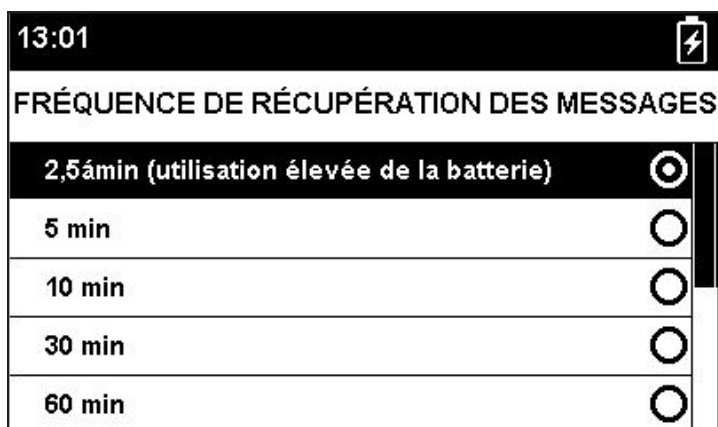 13:01
FRÉQUENCE DE RÉCUPÉRATION DES MESSAGES
2,5ámin (utilisation élevée de la batterie)
5 min
10 min
30 min
60 min